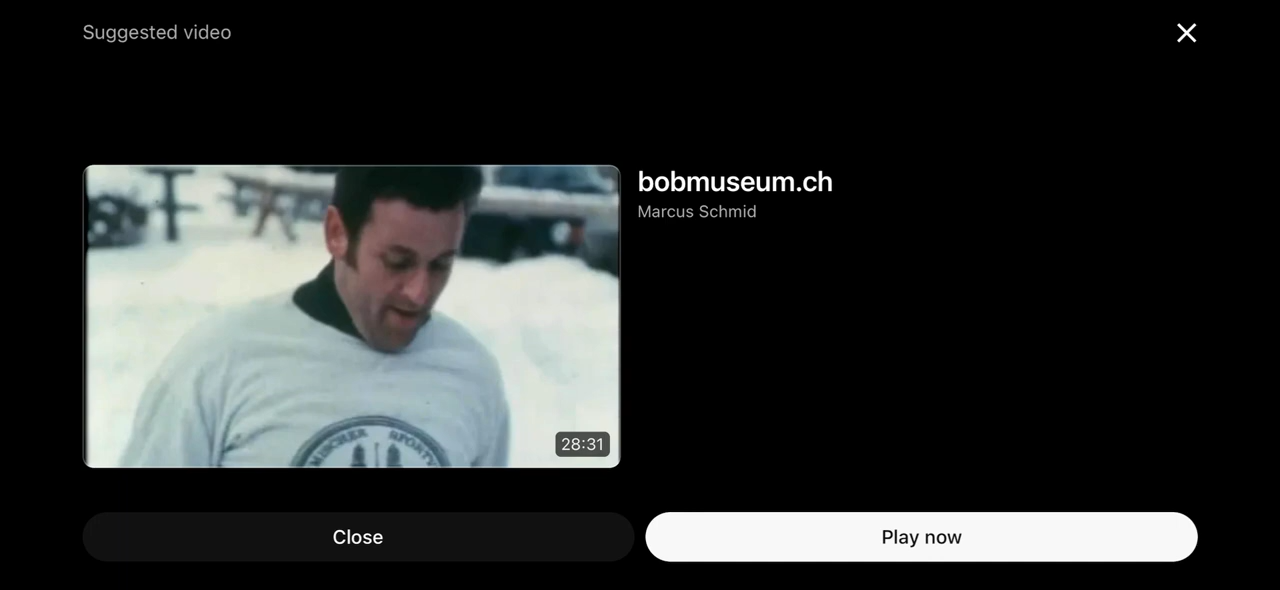 Suggested video
bobmuseum.ch
Marcus Schmid
28:31
Close
Play now